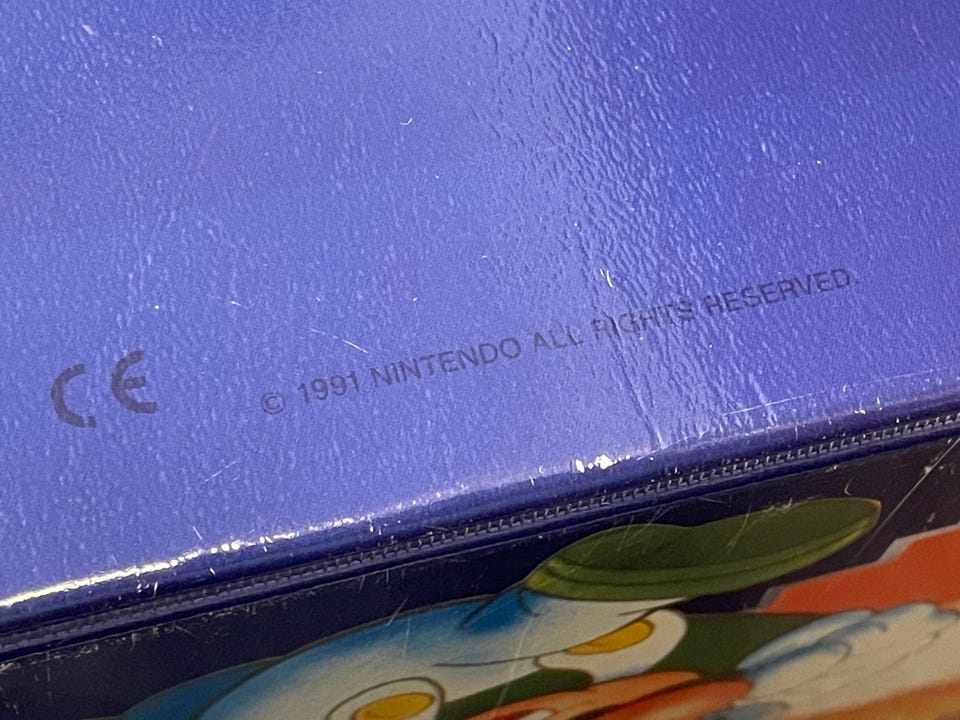 CE © 1991 NINTENDO ALL RIGHTS RESERVED.